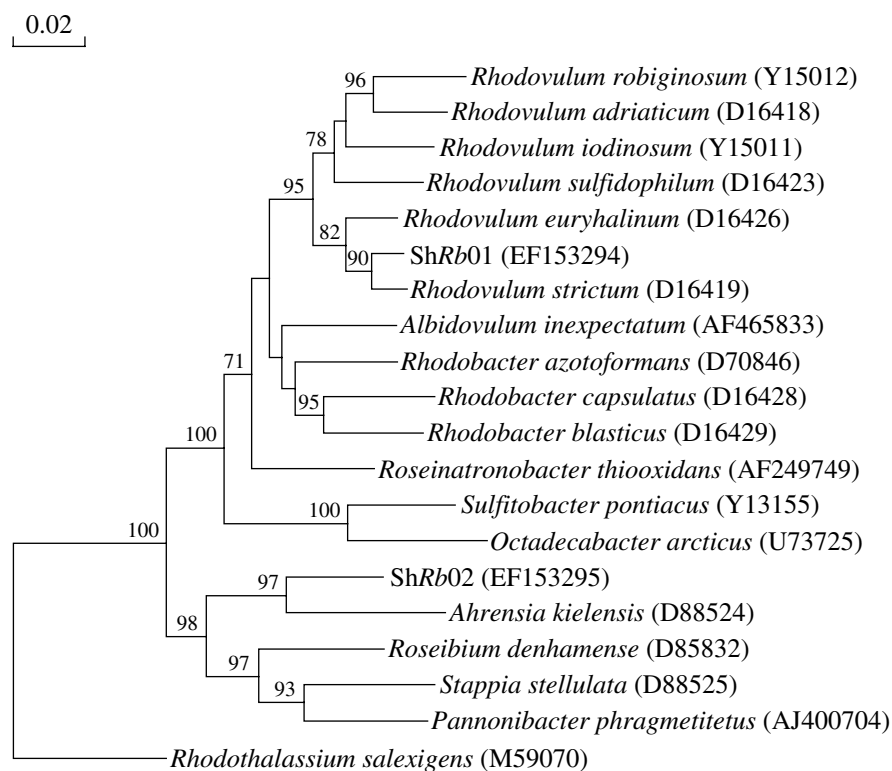 0.02
96
Rhodovulum robiginosum (Y15012)
Rhodovulum adriaticum (D16418)
78
Rhodovulum iodinosum (Y15011)
95
Rhodovulum sulfidophilum (D16423)
82
Rhodovulum euryhalinum (D16426)
90
ShRb01 (EF153294)
Rhodovulum strictum (D16419)
Albidovulum inexpectatum (AF465833)
71
Rhodobacter azotoformans (D70846)
95
Rhodobacter capsulatus (D16428)
Rhodobacter blasticus (D16429)
100
Roseinatronobacter thiooxidans (AF249749)
Sulfitobacter pontiacus (Y13155)
100
100
Octadecabacter arcticus (U73725)
97
ShRb02 (EF153295)
98
Ahrensia kielensis (D88524)
97
Roseibium denhamense (D85832)
93
Stappia stellulata (D88525)
Pannonibacter phragmitetus (AJ400704)
Rhodothalassium salexigens (M59070)